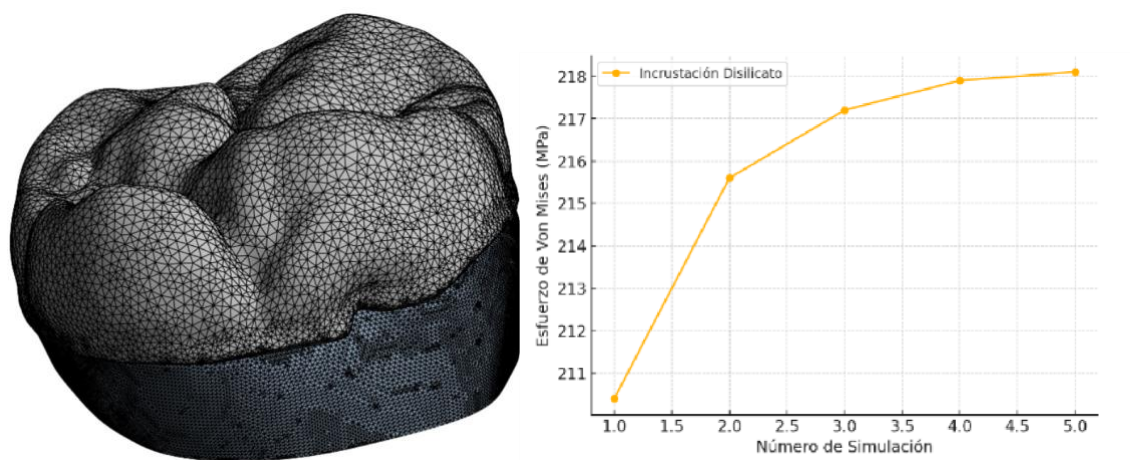 Incrustación Disilicato
Esfuerzo de Von Mises (MPa)
218
217
216
215
214
213
212
211
1.0 1.5 2.0 2.5 3.0 3.5 4.0 4.5 5.0
Número de Simulación